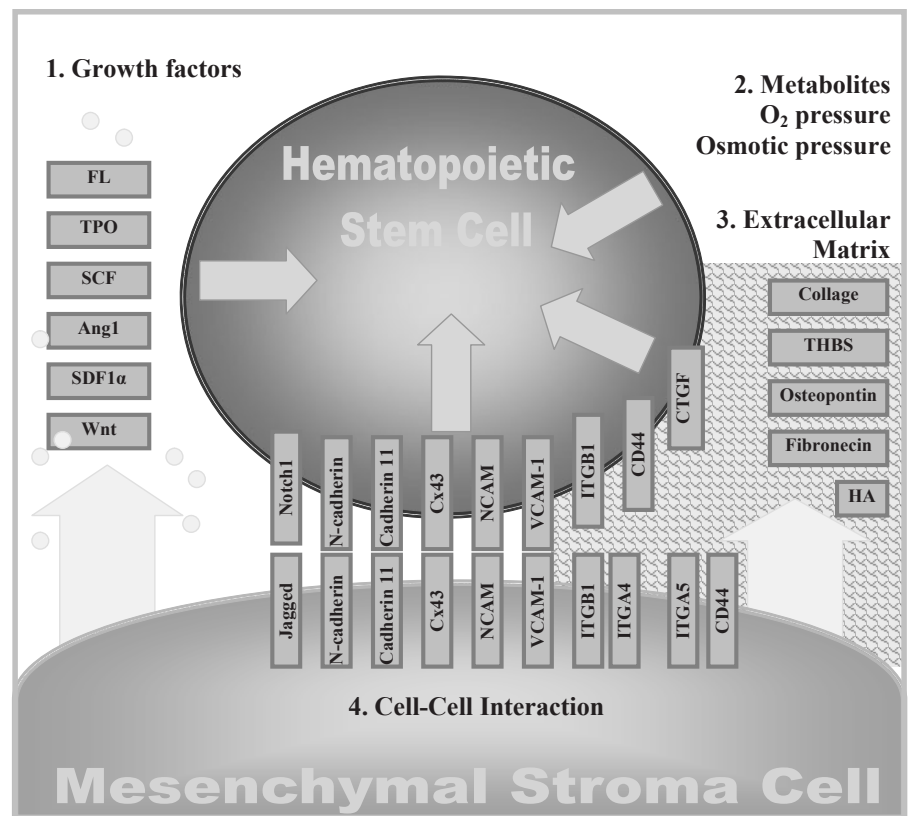 1. Growth factors
FL
TPO
SCF
Ang1
SDF1α
Wnt
Hematopoietic
Stem Cell
2. Metabolites
O₂ pressure
Osmotic pressure
3. Extracellular
Matrix
Collage
THBS
Osteopontin
Fibronecin
HA
Notch1
N-cadherin
Cadherin 11
Cx43
NCAM
VCAM-1
ITGB1
CD44
CTGF
Jagged
N-cadherin
Cadherin 11
Cx43
NCAM
VCAM-1
ITGB1
ITGA4
ITGA5
CD44
4. Cell-Cell Interaction
Mesenchymal Stroma Cell